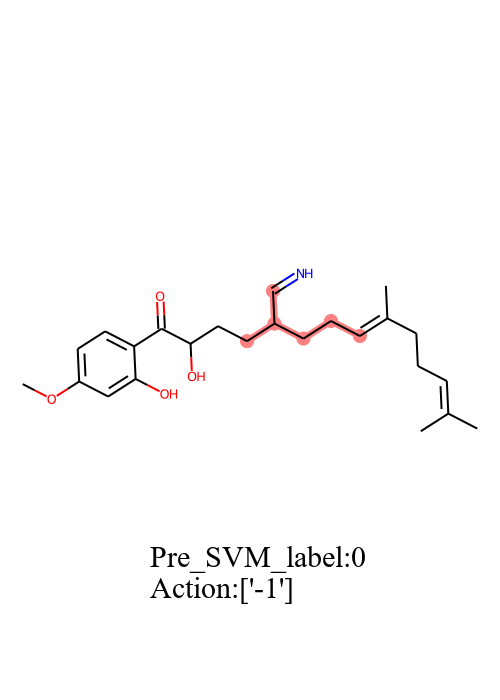 O
NH
OH
OH
O
Pre_SVM_label:0
Action:['-1']